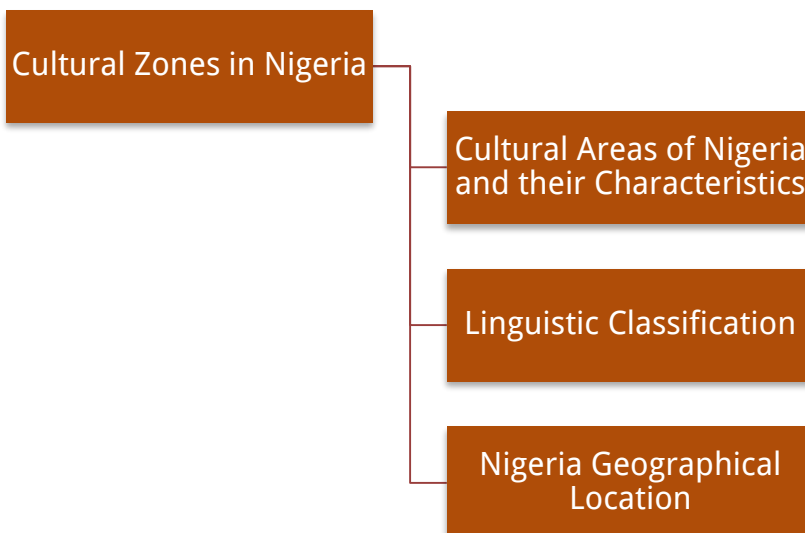 Cultural Zones in Nigeria
Cultural Areas of Nigeria
and their Characteristics
Linguistic Classification
Nigeria Geographical
Location